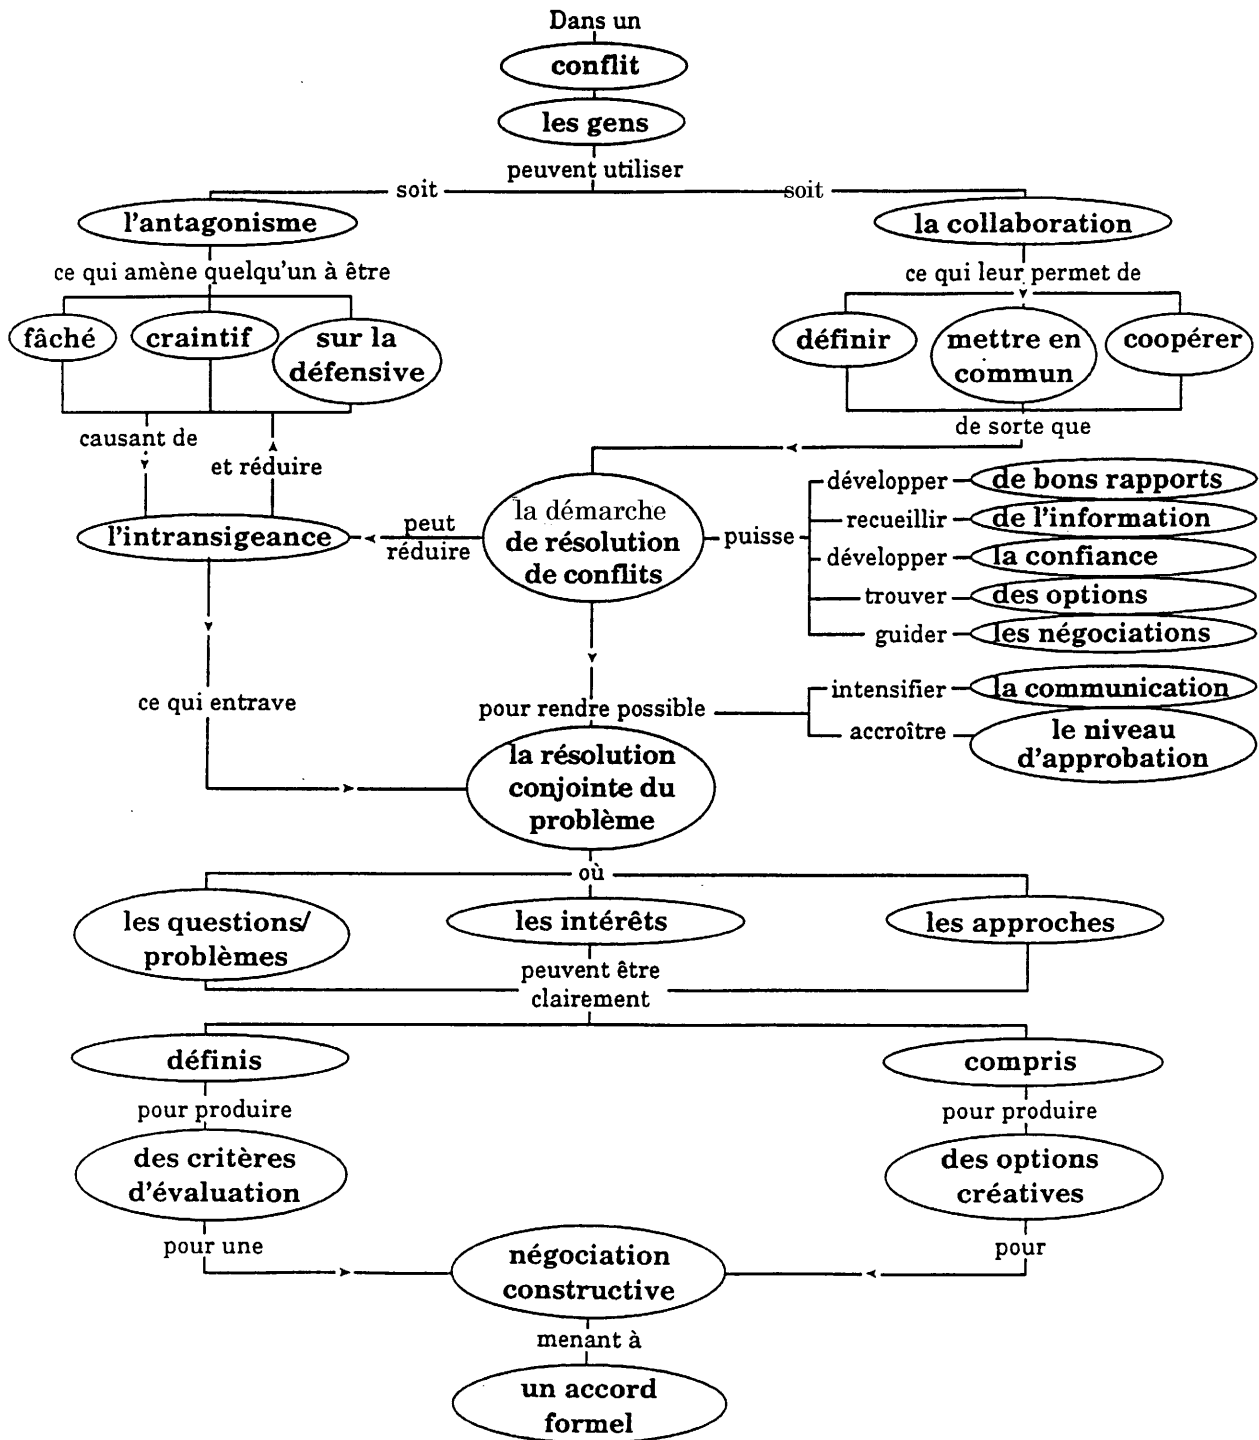 Dans un
conflit
les gens
peuvent utiliser
soit
soit
l'antagonisme
la collaboration
ce qui amène quelqu'un à être
ce qui leur permet de
fâché
craintif
sur la
défensive
définir
mettre en
commun
coopérer
causant de
et réduire
de sorte que
l'intransigeance
peut
réduire
la démarche
de résolution
de conflits
puisse
développer
de bons rapports
recueillir
de l'information
développer
la confiance
trouver
des options
guider
les négociations
ce qui entrave
pour rendre possible
intensifier
la communication
accroître
le niveau
d'approbation
la résolution
conjointe du
problème
où
les questions/
problèmes
les intérêts
les approches
peuvent être
clairement
définis
compris
pour produire
pour produire
des critères
d'évaluation
des options
créatives
pour une
pour
négociation
constructive
menant à
un accord
formel